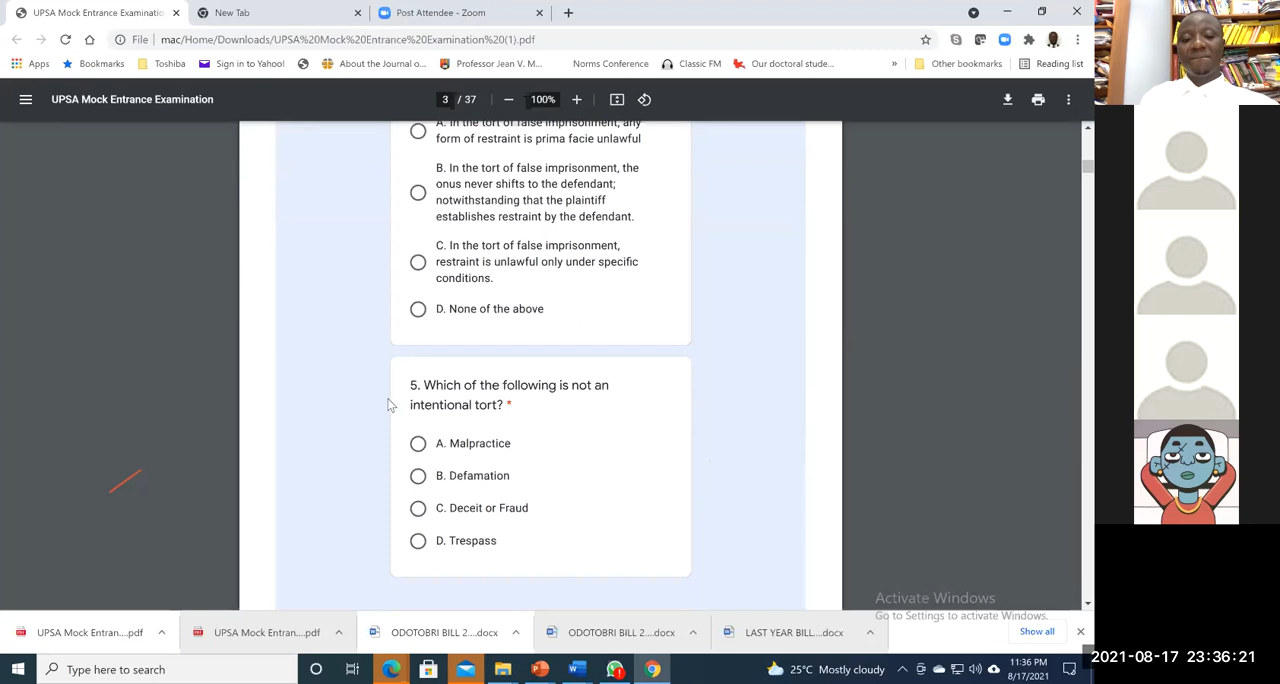 UPSA Mock Entrance Examinatio
New Tab
Post Attendee - Zoom
File
mac/Home/Downloads/UPSA%20Mock%20Entrance%20Examination%20(1).pdf
Apps
Bookmarks
Toshiba
Sign in to Yahoo!
About the Journal o...
Professor Jean V. M...
Norms Conference
Classic FM
Our doctoral stude...
»
Other bookmarks
Reading list
UPSA Mock Entrance Examination
3 / 37
100%
A. In the tort of false imprisonment, any
form of restraint is prima facie unlawful
B. In the tort of false imprisonment, the
onus never shifts to the defendant;
notwithstanding that the plaintiff
establishes restraint by the defendant.
C. In the tort of false imprisonment,
restraint is unlawful only under specific
conditions.
D. None of the above
5. Which of the following is not an
intentional tort? *
A. Malpractice
B. Defamation
C. Deceit or Fraud
D. Trespass
Activate Windows
Go to Settings to activate Windows.
UPSA Mock Entran....pdf
UPSA Mock Entran....pdf
ODOTOBRI BILL 2....docx
ODOTOBRI BILL 2....docx
LAST YEAR BILL....docx
Show all
Type here to search
25°C Mostly cloudy
11:36 PM
8/17/2021
2021-08-17 23:36:21